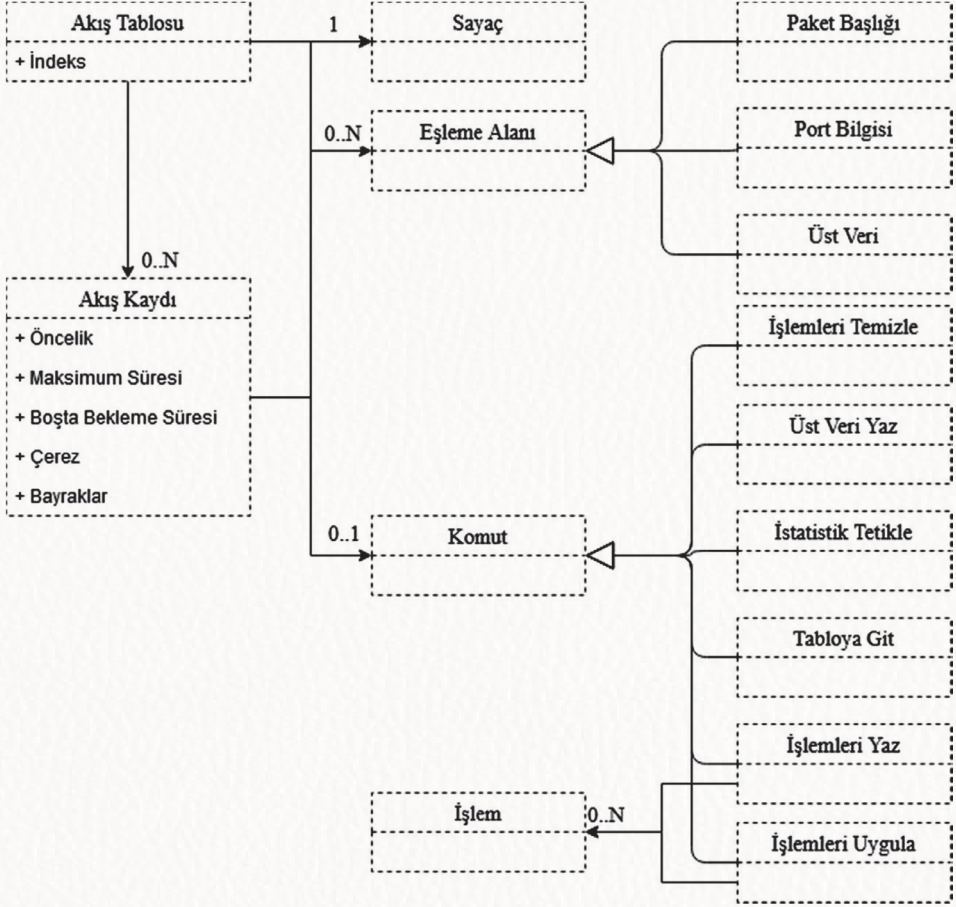 Akış Tablosu
+ İndeks
1
Sayaç
0..N
Eşleme Alanı
Paket Başlığı
Port Bilgisi
Üst Veri
0..N
Akış Kaydı
+ Öncelik
+ Maksimum Süresi
+ Boşta Bekleme Süresi
+ Çerez
+ Bayraklar
0..1
Komut
İşlemleri Temizle
Üst Veri Yaz
İstatistik Tetikle
Tabloya Git
İşlemleri Yaz
İşlemleri Uygula
İşlem
0..N